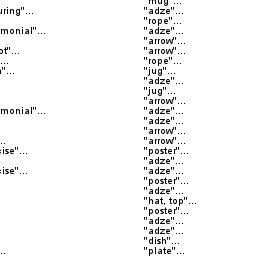 "mug"...
uring"... "adze"...
"rope"...
monial"... "adze"...
"arrow"...
ot"... "arrow"...
... "rope"...
"... "jug"...
"adze"...
"jug"...
"arrow"...
monial"... "adze"...
"adze"...
"arrow"...
... "arrow"...
ise"... "poster"...
"adze"...
ise"... "adze"...
"poster"...
"adze"...
"hat, top"...
"poster"...
"adze"...
"adze"...
"dish"...
... "plate"...